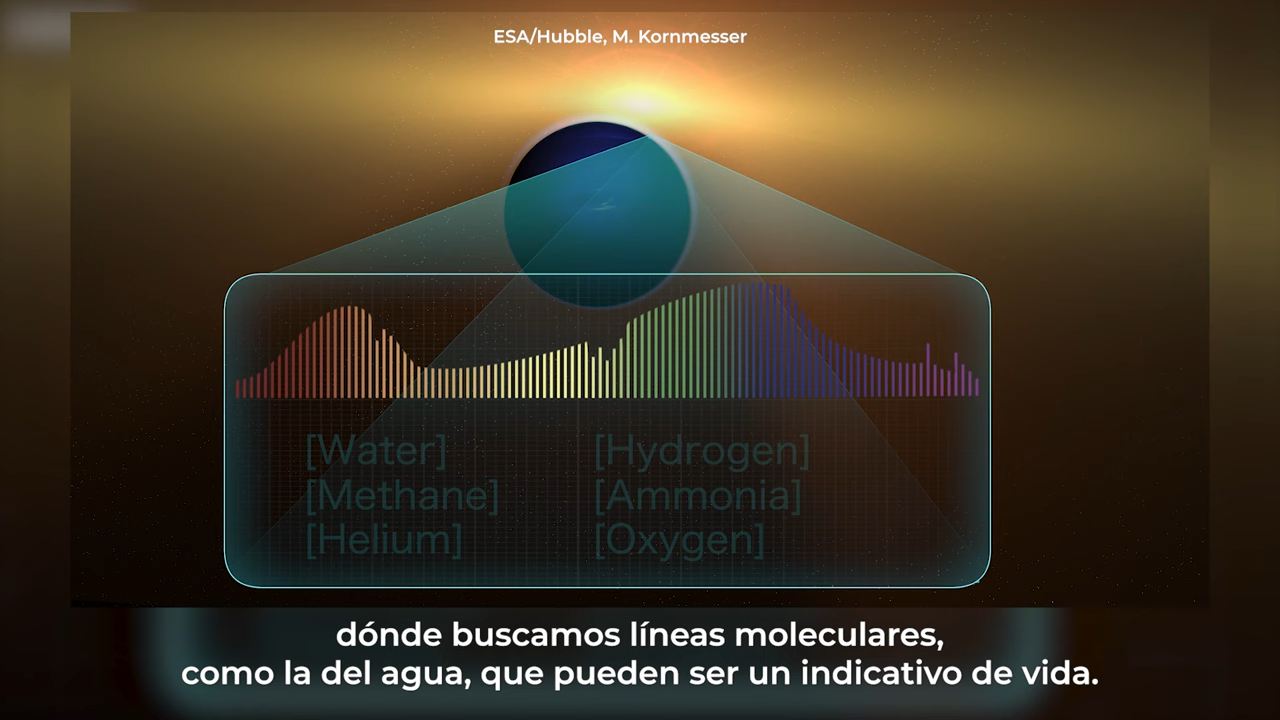 ESA/Hubble, M. Kornmesser
[Water] [Hydrogen]
[Methane] [Ammonia]
[Helium] [Oxygen]
dónde buscamos líneas moleculares,
como la del agua, que pueden ser un indicativo de vida.